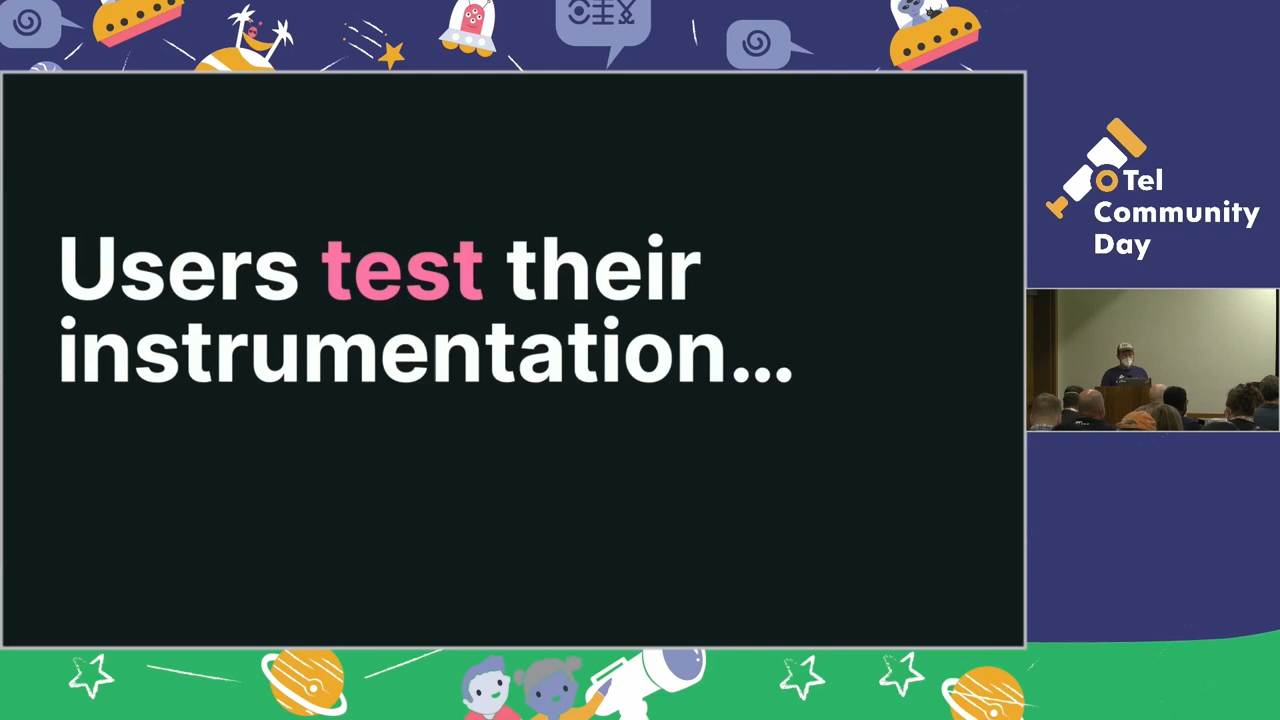 Users test their
instrumentation...
OTel
Community
Day